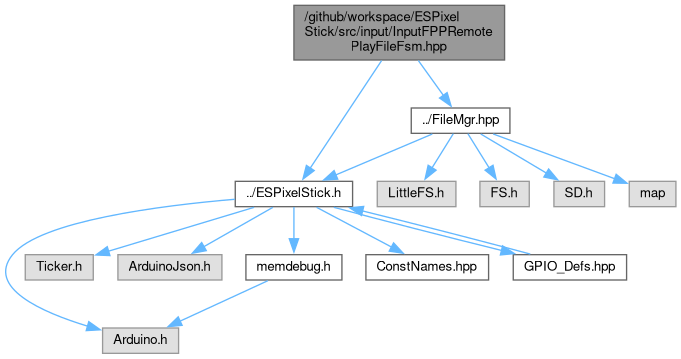 /github/workspace/ESPixel
Stick/src/input/InputFPPRemote
PlayFileFsm.hpp
../FileMgr.hpp
../ESPixelStick.h
LittleFS.h
FS.h
SD.h
map
Ticker.h
ArduinoJson.h
memdebug.h
ConstNames.hpp
GPIO_Defs.hpp
Arduino.h